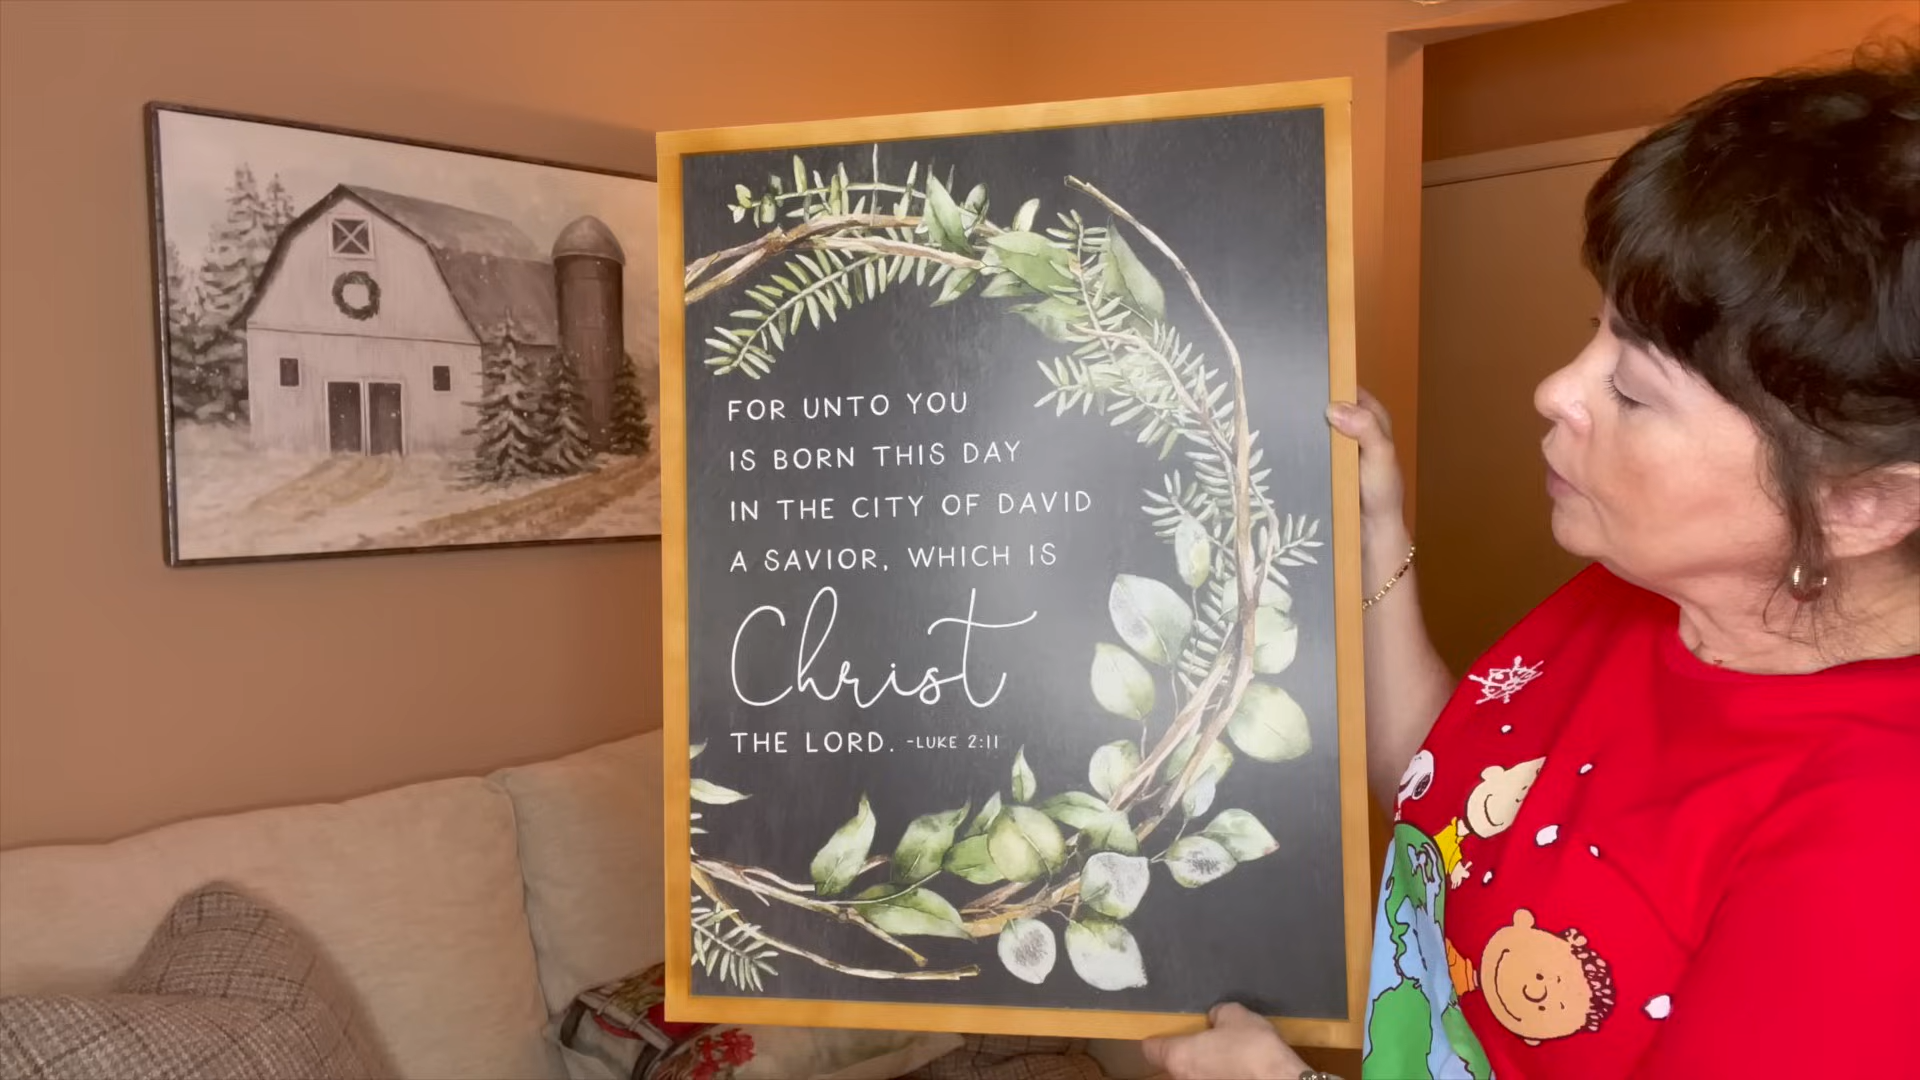 FOR UNTO YOU
IS BORN THIS DAY
IN THE CITY OF DAVID
A SAVIOR, WHICH IS
Christ
THE LORD. -LUKE 2:11